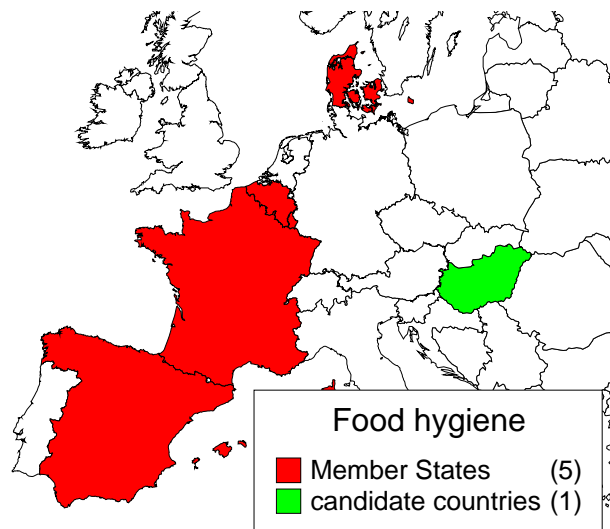 Food hygiene
Member States (5)
candidate countries (1)